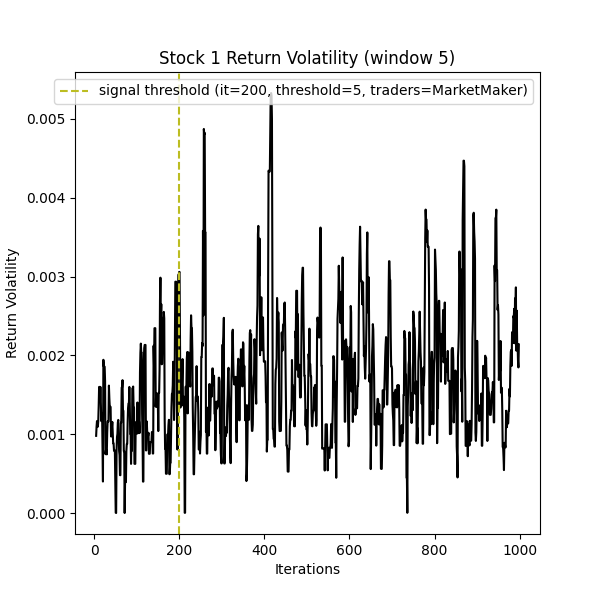 Stock 1 Return Volatility (window 5)
signal threshold (it=200, threshold=5, traders=MarketMaker)
0.005
0.004
0.003
0.002
0.001
0.000
Return Volatility
0 200 400 600 800 1000
Iterations